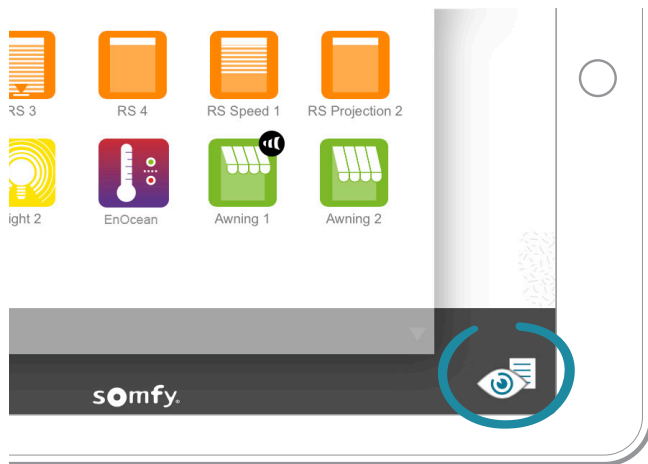 RS 3 RS 4 RS Speed 1 RS Projection 2
ight 2 EnOcean Awning 1 Awning 2
somfy.